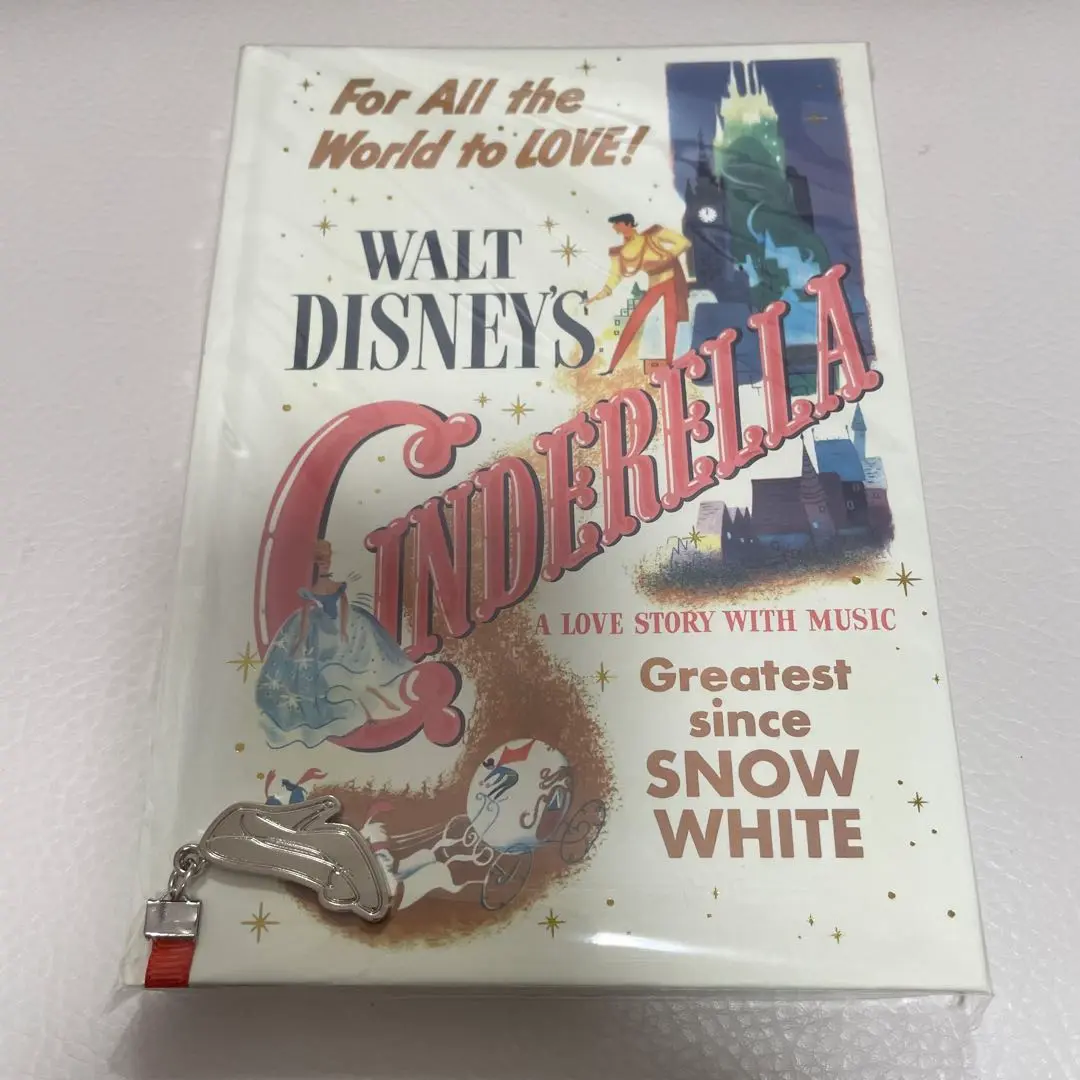 For All the
World to LOVE!
WALT
DISNEY'S
CINDERELLA
A LOVE STORY WITH MUSIC
Greatest
since
SNOW
WHITE